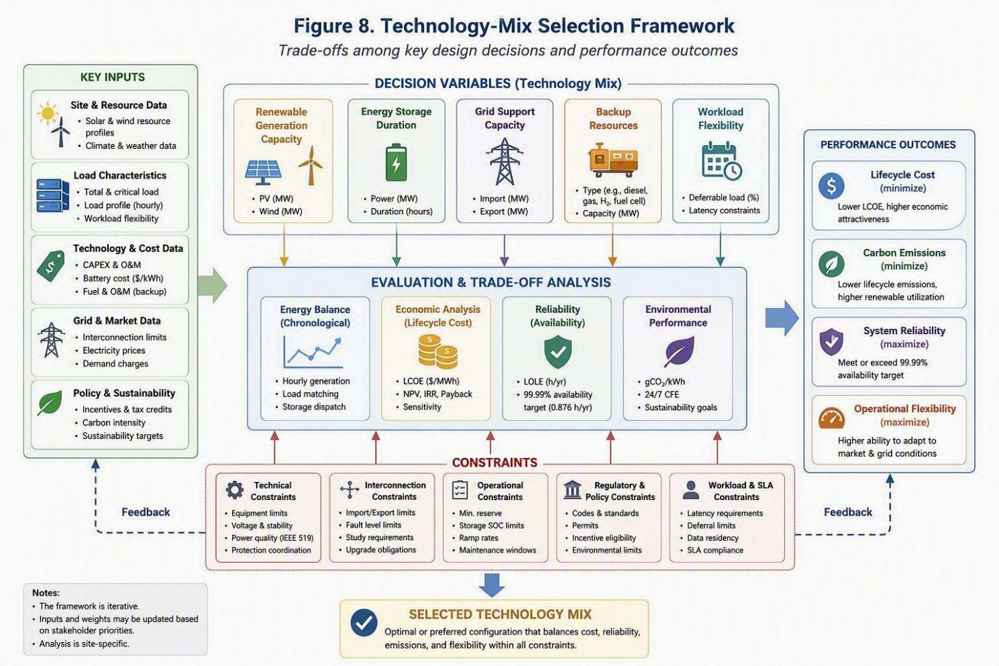 Figure 8. Technology-Mix Selection Framework
Trade-offs among key design decisions and performance outcomes
KEY INPUTS
Site & Resource Data
• Solar & wind resource
profiles
• Climate & weather data
Load Characteristics
• Total & critical load
• Load profile (hourly)
• Workload flexibility
Technology & Cost Data
$
• CAPEX & O&M
• Battery cost ($/kWh)
• Fuel & O&M (backup)
Grid & Market Data
• Interconnection limits
• Electricity prices
• Demand charges
Policy & Sustainability
• Incentives & tax credits
• Carbon intensity
• Sustainability targets
DECISION VARIABLES (Technology Mix)
Renewable
Generation
Capacity
• PV (MW)
• Wind (MW)
Energy Storage
Duration
• Power (MW)
• Duration (hours)
Grid Support
Capacity
• Import (MW)
• Export (MW)
Backup
Resources
• Type (e.g., diesel,
gas, H₂, fuel cell)
• Capacity (MW)
Workload
Flexibility
• Deferrable load (%)
• Latency constraints
EVALUATION & TRADE-OFF ANALYSIS
Energy Balance
(Chronological)
• Hourly generation
• Load matching
• Storage dispatch
Economic Analysis
(Lifecycle Cost)
S
S
• LCOE ($/MWh)
• NPV, IRR, Payback
• Sensitivity
Reliability
(Availability)
• LOLE (h/yr)
• 99.99% availability
target (0.876 h/yr)
Environmental
Performance
• gCO₂/kWh
• 24/7 CFE
• Sustainability goals
PERFORMANCE OUTCOMES
$
Lifecycle Cost
(minimize)
Lower LCOE, higher economic
attractiveness
Carbon Emissions
(minimize)
Lower lifecycle emissions,
higher renewable utilization
System Reliability
(maximize)
Meet or exceed 99.99%
availability target
Operational Flexibility
(maximize)
Higher ability to adapt to
market & grid conditions
CONSTRAINTS
Technical
Constraints
• Equipment limits
• Voltage & stability
• Power quality (IEEE 519)
• Protection coordination
Interconnection
Constraints
• Import/Export limits
• Fault level limits
• Study requirements
• Upgrade obligations
Operational
Constraints
• Min. reserve
• Storage SOC limits
• Ramp rates
• Maintenance windows
Regulatory &
Policy Constraints
• Codes & standards
• Permits
• Incentive eligibility
• Environmental limits
Workload & SLA
Constraints
• Latency requirements
• Deferral limits
• Data residency
• SLA compliance
Feedback
Feedback
Notes:
• The framework is iterative.
• Inputs and weights may be updated based
on stakeholder priorities.
• Analysis is site-specific.
SELECTED TECHNOLOGY MIX
Optimal or preferred configuration that balances cost, reliability,
emissions, and flexibility within all constraints.